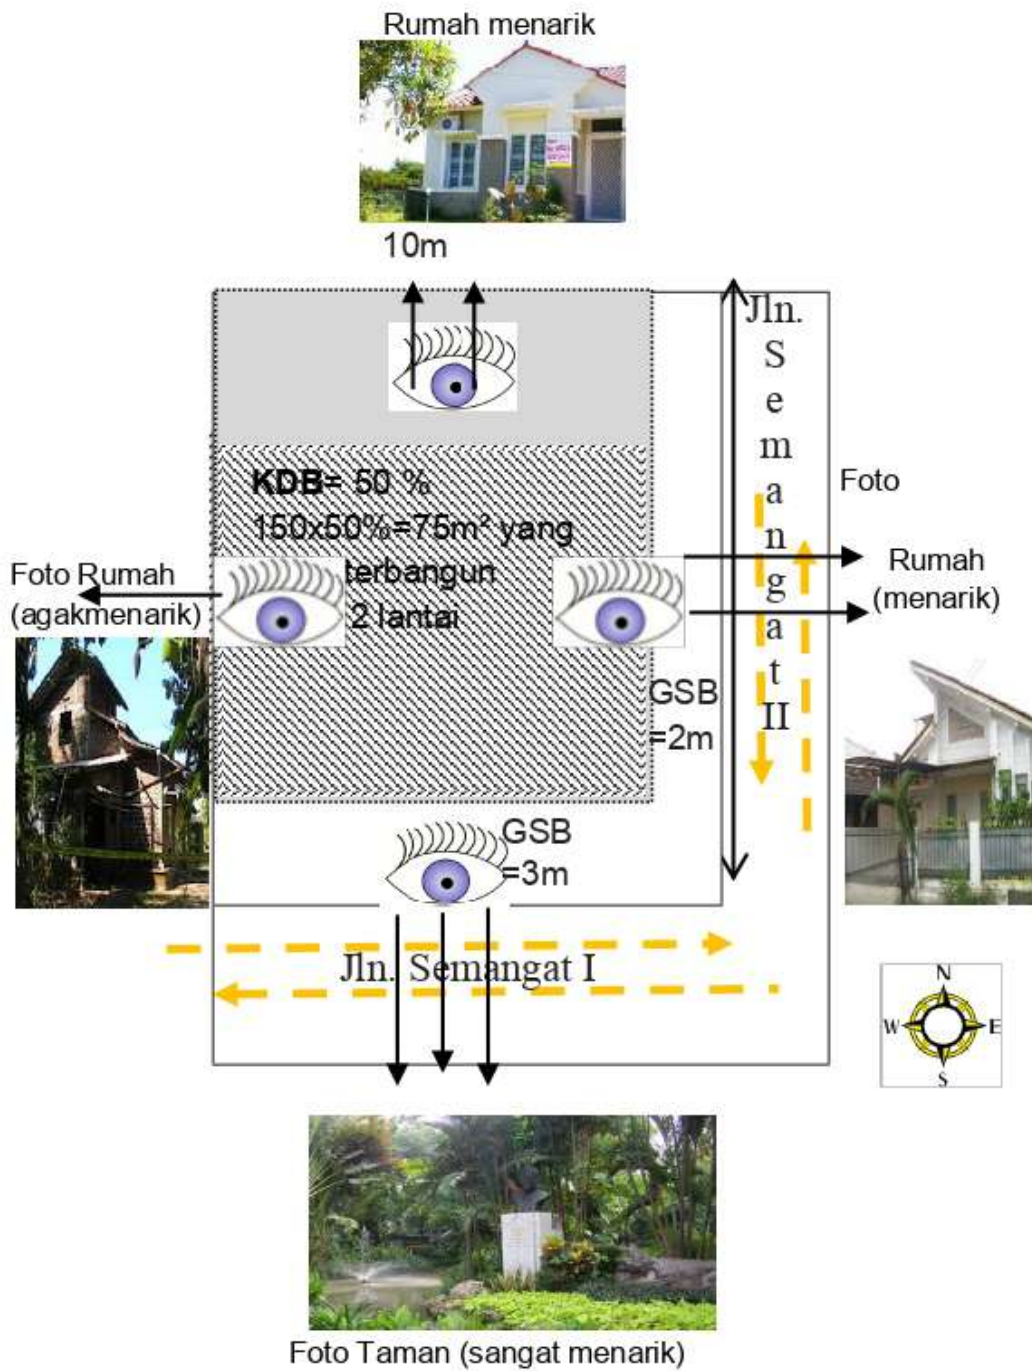 Rumah menarik
10m
Jln.
Semangat
II
KDB= 50 %
150x50%=75m² yang
terbangun
2 lantai
Foto
Rumah
(menarik)
Foto Rumah
(agakmenarik)
GSB
=2m
GSB
=3m
Jln. Semangat I
N
W
E
S
Foto Taman (sangat menarik)